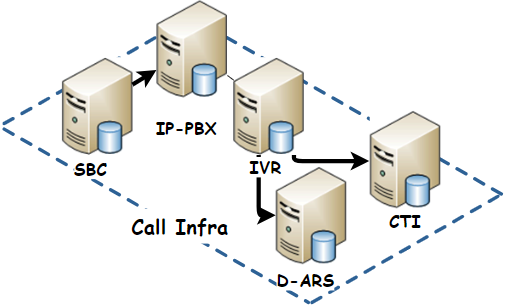 IP-PBX
SBC
IVR
CTI
Call Infra
D-ARS